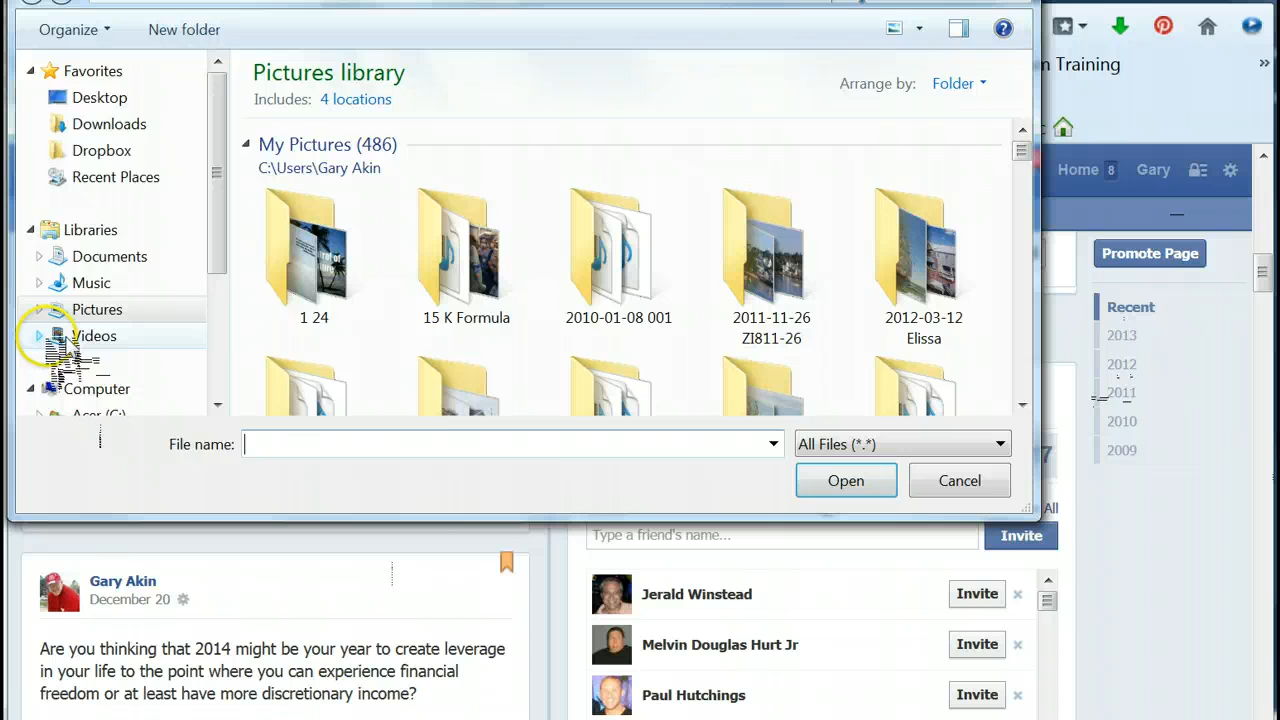 Organize
New folder
Favorites
Desktop
Downloads
Dropbox
Recent Places
Libraries
Documents
Music
Pictures
Videos
Computer
Acer (C:)
Pictures library
Includes: 4 locations
Arrange by: Folder
My Pictures (486)
C:\Users\Gary Akin
1 24
15 K Formula
2010-01-08 001
2011-11-26
ZI811-26
2012-03-12
Elissa
File name:
All Files (*.*)
Open
Cancel
Training
Home 8 Gary
Promote Page
Recent
2013
2012
2011
2010
2009
7
All
Type a friend's name...
Invite
Jerald Winstead
Invite
Melvin Douglas Hurt Jr
Invite
Paul Hutchings
Invite
Gary Akin
December 20
Are you thinking that 2014 might be your year to create leverage
in your life to the point where you can experience financial
freedom or at least have more discretionary income?